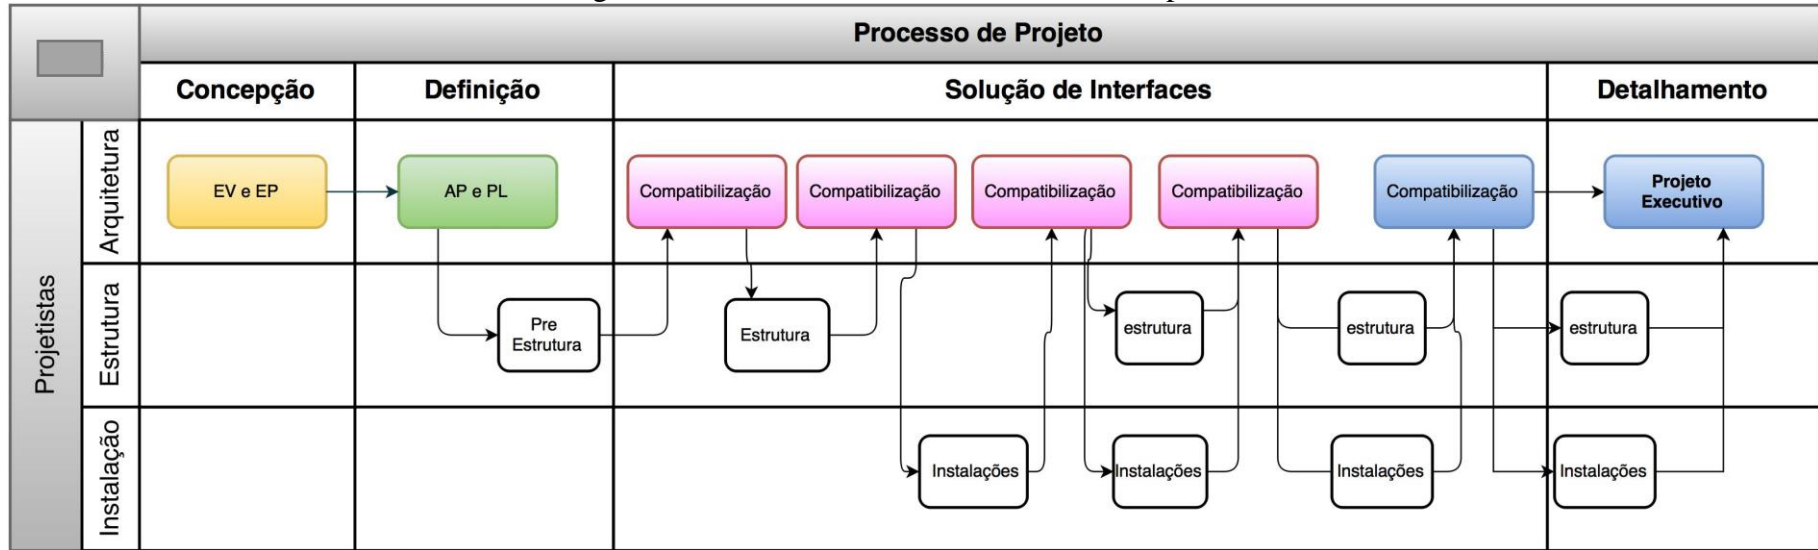 Processo de Projeto
Concepção
Definição
Solução de Interfaces
Detalhamento
Projetistas
Arquitetura
EV e EP
AP e PL
Compatibilização
Compatibilização
Compatibilização
Compatibilização
Compatibilização
Projeto
Executivo
Estrutura
Pre
Estrutura
Estrutura
estrutura
estrutura
estrutura
Instalação
Instalações
Instalações
Instalações
Instalações